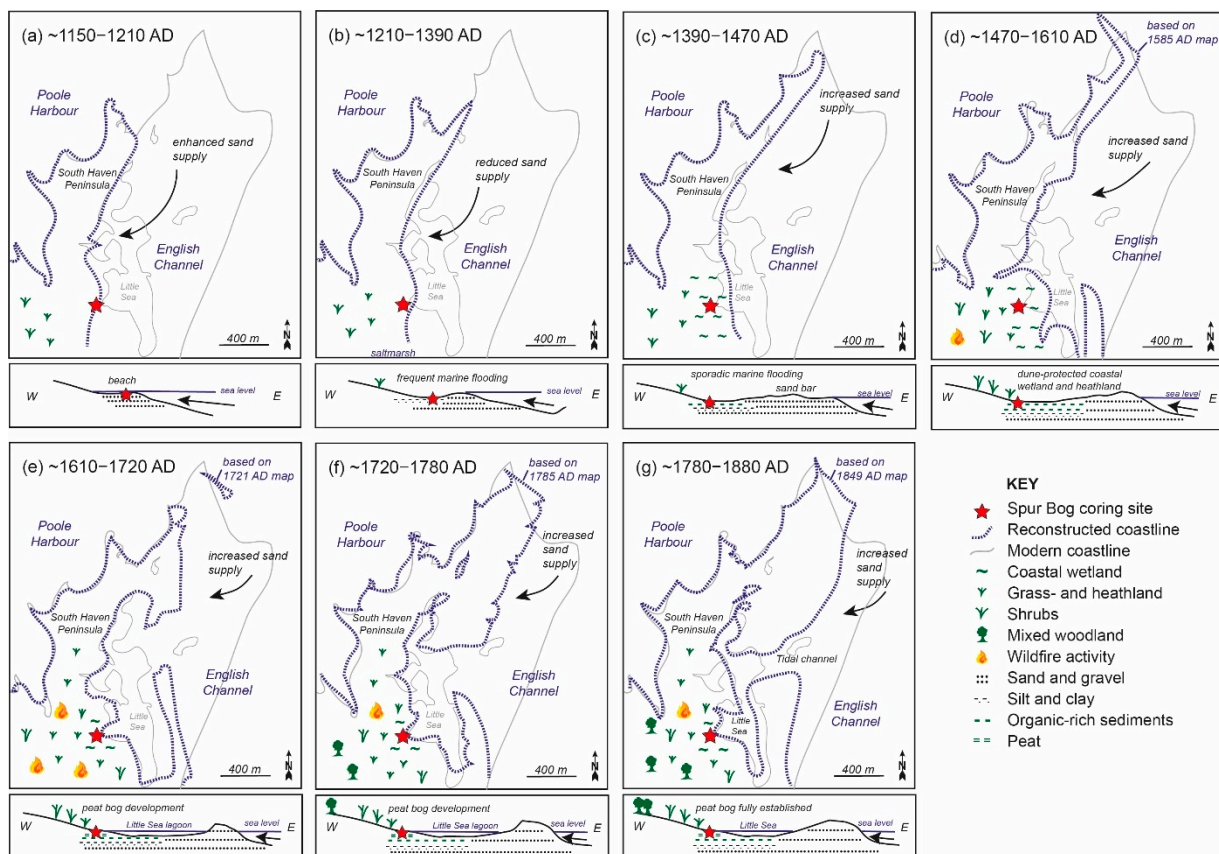 (a) ~1150−1210 AD
Poole
Harbour
enhanced sand
supply
South Haven
Peninsula
English
Channel
Little
Sea
400 m
N
beach
sea level
W
E
(b) ~1210−1390 AD
Poole
Harbour
reduced sand
supply
South Haven
Peninsula
English
Channel
Little
Sea
saltmarsh
400 m
N
frequent marine flooding
sea level
W
E
(c) ~1390−1470 AD
increased sand
supply
Poole
Harbour
South Haven
Peninsula
English
Channel
Little
Sea
400 m
N
sporadic marine flooding
sand bar
sea level
W
E
(d) ~1470−1610 AD
based on
1585 AD map
Poole
Harbour
increased sand
supply
South Haven
Peninsula
English
Channel
Little
Sea
400 m
N
dune-protected coastal
wetland and heathland
sea level
W
E
(e) ~1610−1720 AD
based on
1721 AD map
Poole
Harbour
increased sand
supply
South Haven
Peninsula
English
Channel
Little
Sea
400 m
N
peat bog development
Little Sea lagoon
sea level
W
E
(f) ~1720−1780 AD
based on
1785 AD map
Poole
Harbour
increased
sand
supply
South Haven
Peninsula
English
Channel
Little
Sea
400 m
N
peat bog development
Little Sea lagoon
sea level
W
E
(g) ~1780−1880 AD
based on
1849 AD map
Poole
Harbour
increased
sand
supply
South Haven
Peninsula
Tidal channel
Little
Sea
English
Channel
400 m
N
peat bog fully established
Little Sea
sea level
W
E
KEY
Spur Bog coring site
Reconstructed coastline
Modern coastline
Coastal wetland
Grass- and heathland
Shrubs
Mixed woodland
Wildfire activity
Sand and gravel
Silt and clay
Organic-rich sediments
Peat